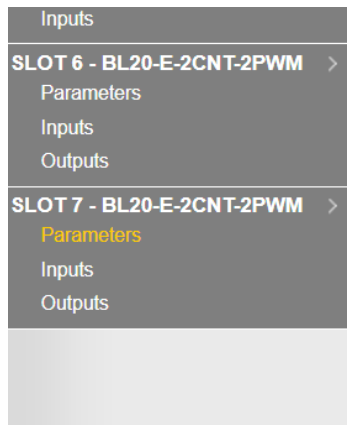 Inputs
SLOT 6 - BL20-E-2CNT-2PWM
Parameters
Inputs
Outputs
SLOT 7 - BL20-E-2CNT-2PWM
Parameters
Inputs
Outputs